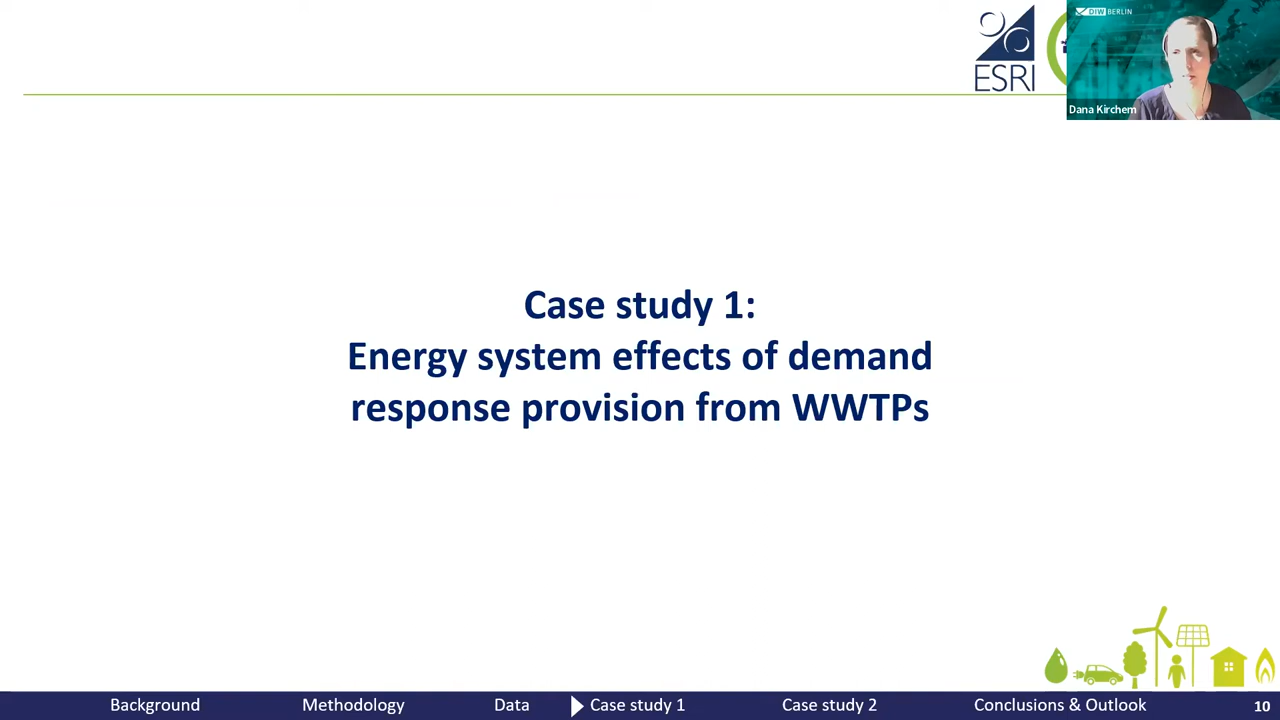 ESRI
DIW BERLIN
Dana Kirchem
Case study 1:
Energy system effects of demand
response provision from WWTPs
Background
Methodology
Data
Case study 1
Case study 2
Conclusions & Outlook
10